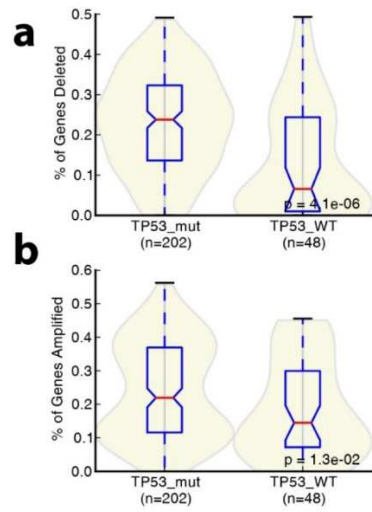 a
% of Genes Deleted
0.5
0.4
0.3
0.2
0.1
0.0
p = 4.1e-06
TP53_mut TP53_WT
(n=202) (n=48)
b
% of Genes Amplified
0.6
0.5
0.4
0.3
0.2
0.1
0.0
p = 1.3e-02
TP53_mut TP53_WT
(n=202) (n=48)